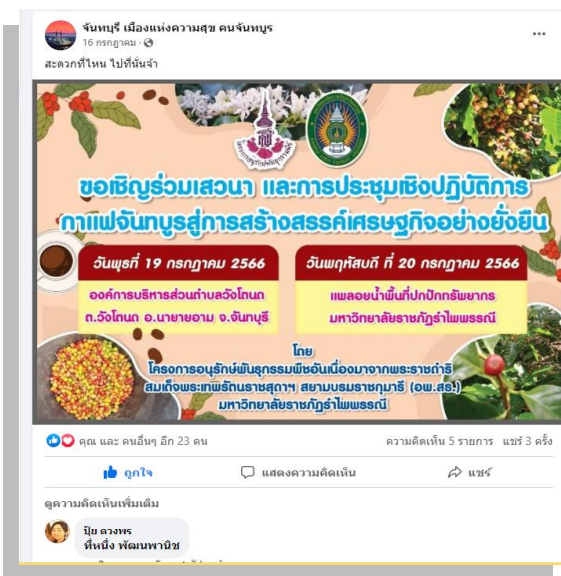 จันทบุรี เมืองแห่งความสุข ฅนจันทบูร
16 กรกฎาคม ·
สะดวกที่ไหน ไปที่นั่นจ้า
ขอเชิญร่วมเสวนา และการประชุมเชิงปฏิบัติการ
กาแฟจันทบูรสู่การสร้างสรรค์เศรษฐกิจอย่างยั่งยืน
วันพุธที่ 19 กรกฎาคม 2566
องค์การบริหารส่วนตำบลวังโตนด
ต.วังโตนด อ.นายายอาม จ.จันทบุรี
วันพฤหัสบดี ที่ 20 กรกฎาคม 2566
แพลอยน้ำพื้นที่ปกปักทรัพยากร
มหาวิทยาลัยราชภัฏรำไพพรรณี
โดย
โครงการอนุรักษ์พันธุกรรมพืชอันเนื่องมาจากพระราชดำริ
สมเด็จพระเทพรัตนราชสุดาฯ สยามบรมราชกุมารี (อพ.สธ.)
มหาวิทยาลัยราชภัฏรำไพพรรณี
คุณ และ คนอื่นๆ อีก 23 คน
ความคิดเห็น 5 รายการ แชร์ 3 ครั้ง
ถูกใจ
แสดงความคิดเห็น
แชร์
ดูความคิดเห็นเพิ่มเติม
ปุ้ย ดวงพร
ที่หนึ่ง พัฒนพานิช